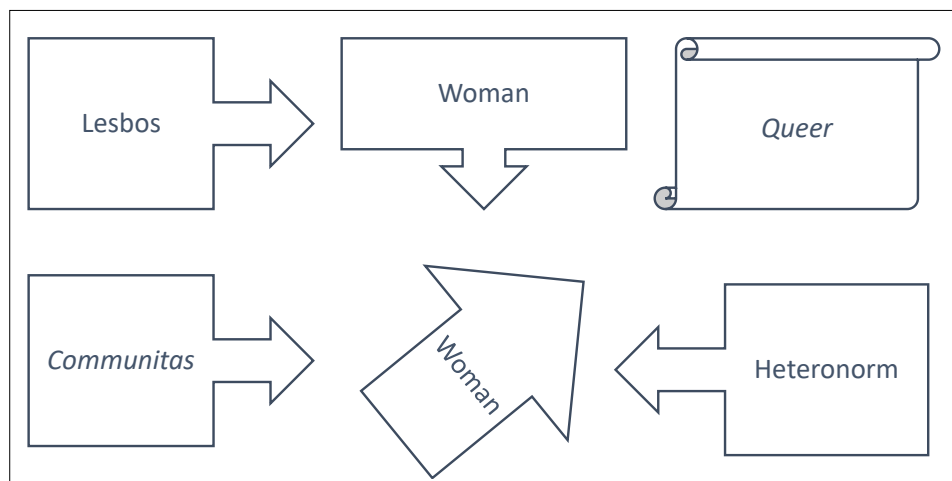 Lesbos
Woman
Queer
Communitas
Woman
Heteronorm